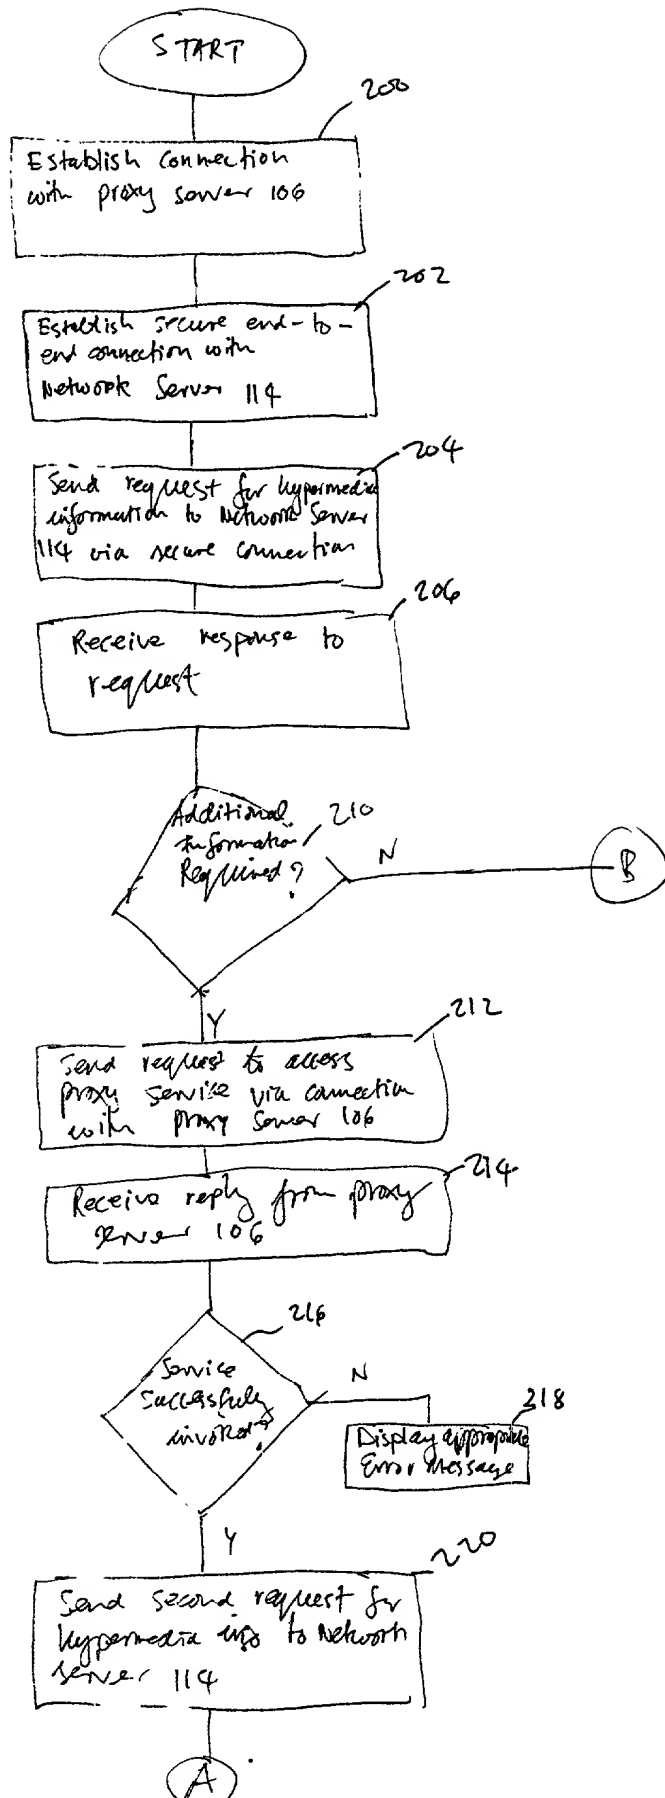 START
200
Establish connection
with proxy server 106
202
Establish secure end-to-
end connection with
Network Server 114
204
Send request for hypermedia
information to Network Server
114 via secure connection
206
Receive response to
request
Additional
Information
Required?
210
N
B
Y
212
Send request to access
proxy service via connection
with proxy server 106
214
Receive reply from proxy
server 106
216
Service
successfully
invoked?
N
218
Display appropriate
Error Message
Y
220
Send second request for
hypermedia info to Network
server 114
A